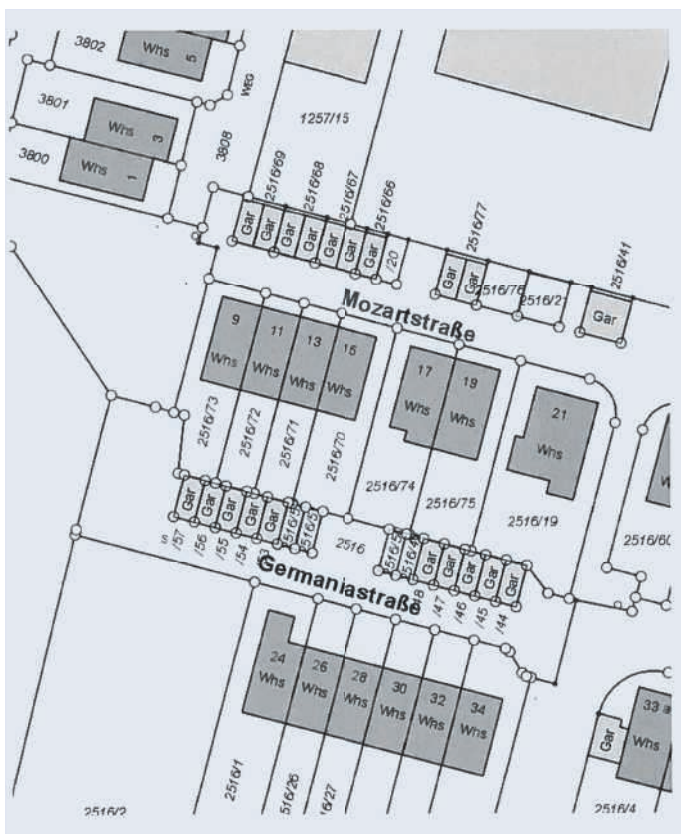 3802
Whs
5
WEG
3801
Whs
3
3808
1257/15
3800
Whs
1
2516/69
2516/68
2516/67
2516/66
2516/77
2516/41
Gar
Gar
Gar
Gar
Gar
Gar
Gar
/20
Gar
Gar
2516/76
2516/21
Gar
Mozartstraße
9
11
13
15
Whs
Whs
Whs
Whs
17
19
Whs
Whs
21
Whs
2516/73
2516/72
2516/71
2516/70
2516/74
2516/75
2516/19
2516/60
Gar
Gar
Gar
Gar
Gar
/57
/56
/55
/54
2516
Gar
Gar
Gar
Gar
Gar
/47
/46
/45
/44
Germaniastraße
24
26
28
30
32
34
Whs
Whs
Whs
Whs
Whs
Whs
33 a
Whs
Gar
2516/2
2516/1
2516/4